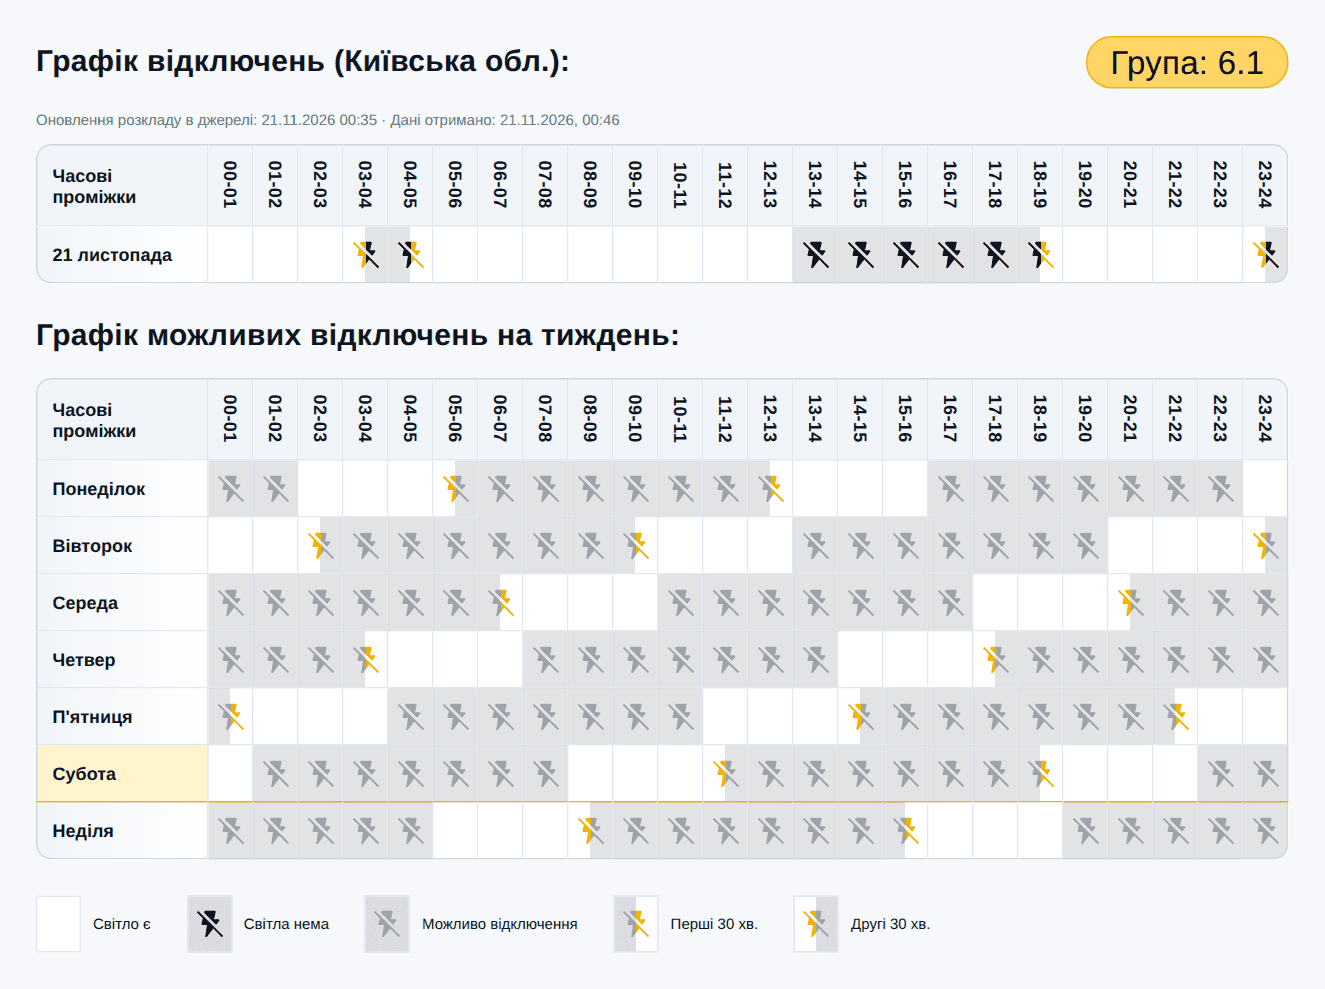 Графік відключень (Київська обл.):
Група: 6.1
Оновлення розкладу в джерелі: 21.11.2026 00:35 · Дані отримано: 21.11.2026, 00:46
Часові проміжки 00-01 01-02 02-03 03-04 04-05 05-06 06-07 07-08 08-09 09-10 10-11 11-12 12-13 13-14 14-15 15-16 16-17 17-18 18-19 19-20 20-21 21-22 22-23 23-24
21 листопада
Графік можливих відключень на тиждень:
Часові проміжки 00-01 01-02 02-03 03-04 04-05 05-06 06-07 07-08 08-09 09-10 10-11 11-12 12-13 13-14 14-15 15-16 16-17 17-18 18-19 19-20 20-21 21-22 22-23 23-24
Понеділок
Вівторок
Середа
Четвер
П'ятниця
Субота
Неділя
Світло є
Світла нема
Можливо відключення
Перші 30 хв.
Другі 30 хв.